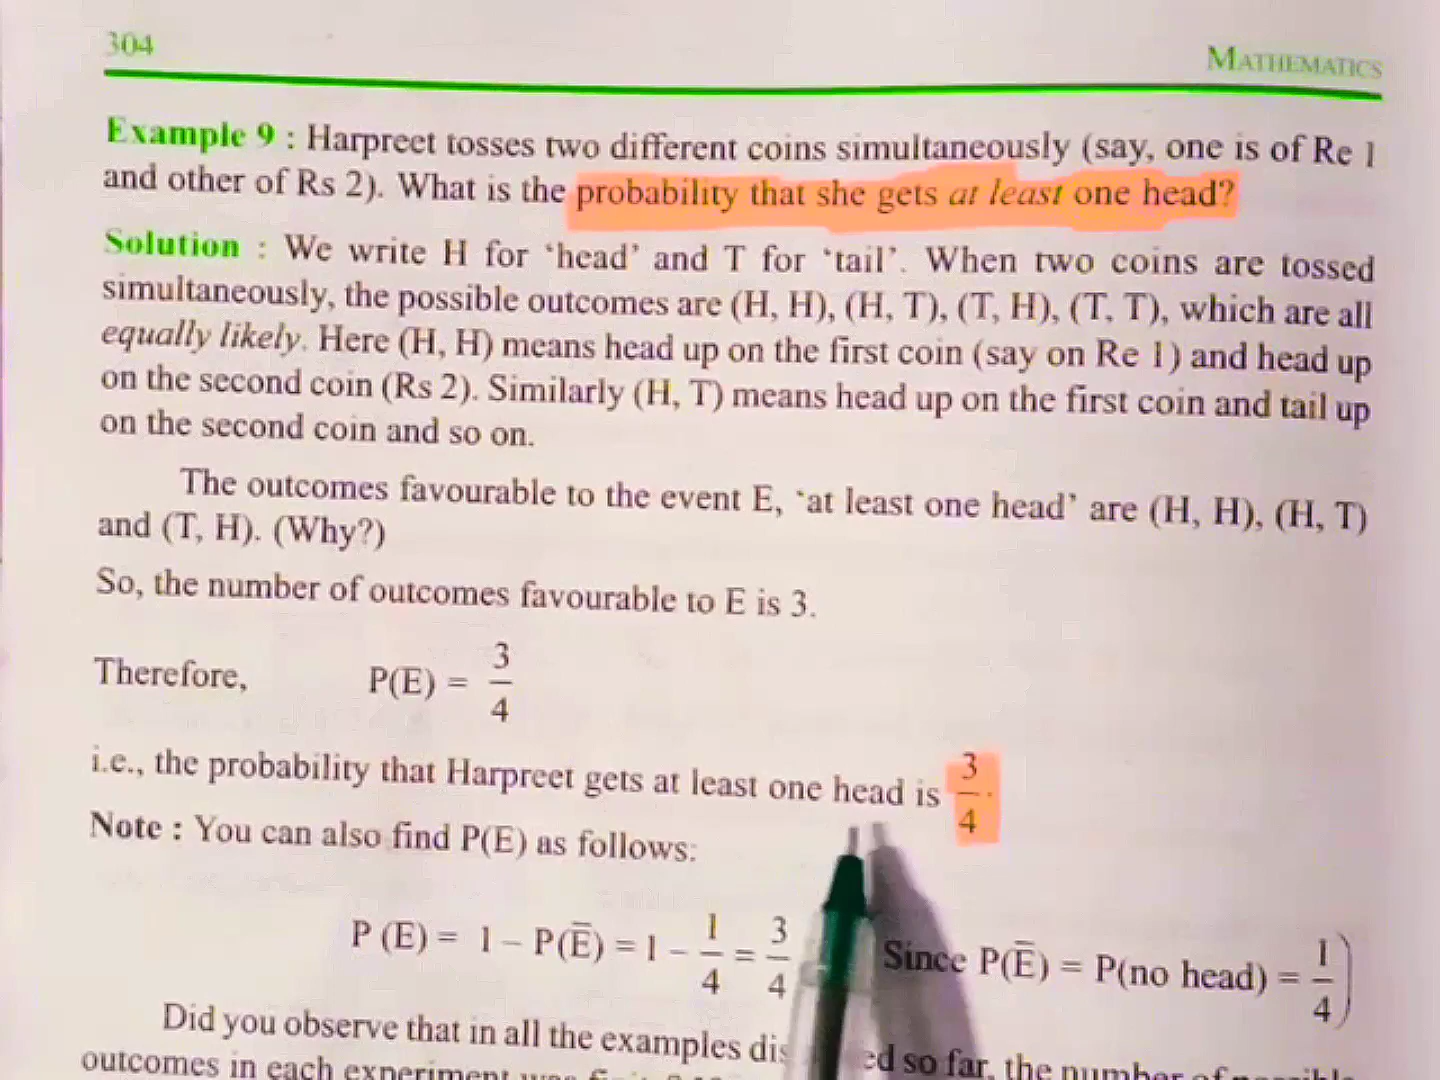 304
MATHEMATICS
Example 9 : Harpreet tosses two different coins simultaneously (say, one is of Re 1
and other of Rs 2). What is the probability that she gets at least one head?
Solution : We write H for ‘head’ and T for ‘tail’. When two coins are tossed
simultaneously, the possible outcomes are (H, H), (H, T), (T, H), (T, T), which are all
equally likely. Here (H, H) means head up on the first coin (say on Re 1) and head up
on the second coin (Rs 2). Similarly (H, T) means head up on the first coin and tail up
on the second coin and so on.
The outcomes favourable to the event E, ‘at least one head’ are (H, H), (H, T)
and (T, H). (Why?)
So, the number of outcomes favourable to E is 3.
Therefore, P(E) = 3/4
i.e., the probability that Harpreet gets at least one head is 3/4.
Note : You can also find P(E) as follows:
P (E) = 1 – P(E̅) = 1 – 1/4 = 3/4 Since P(E̅) = P(no head) = 1/4)
Did you observe that in all the examples so far, the number of
outcomes in each experiment